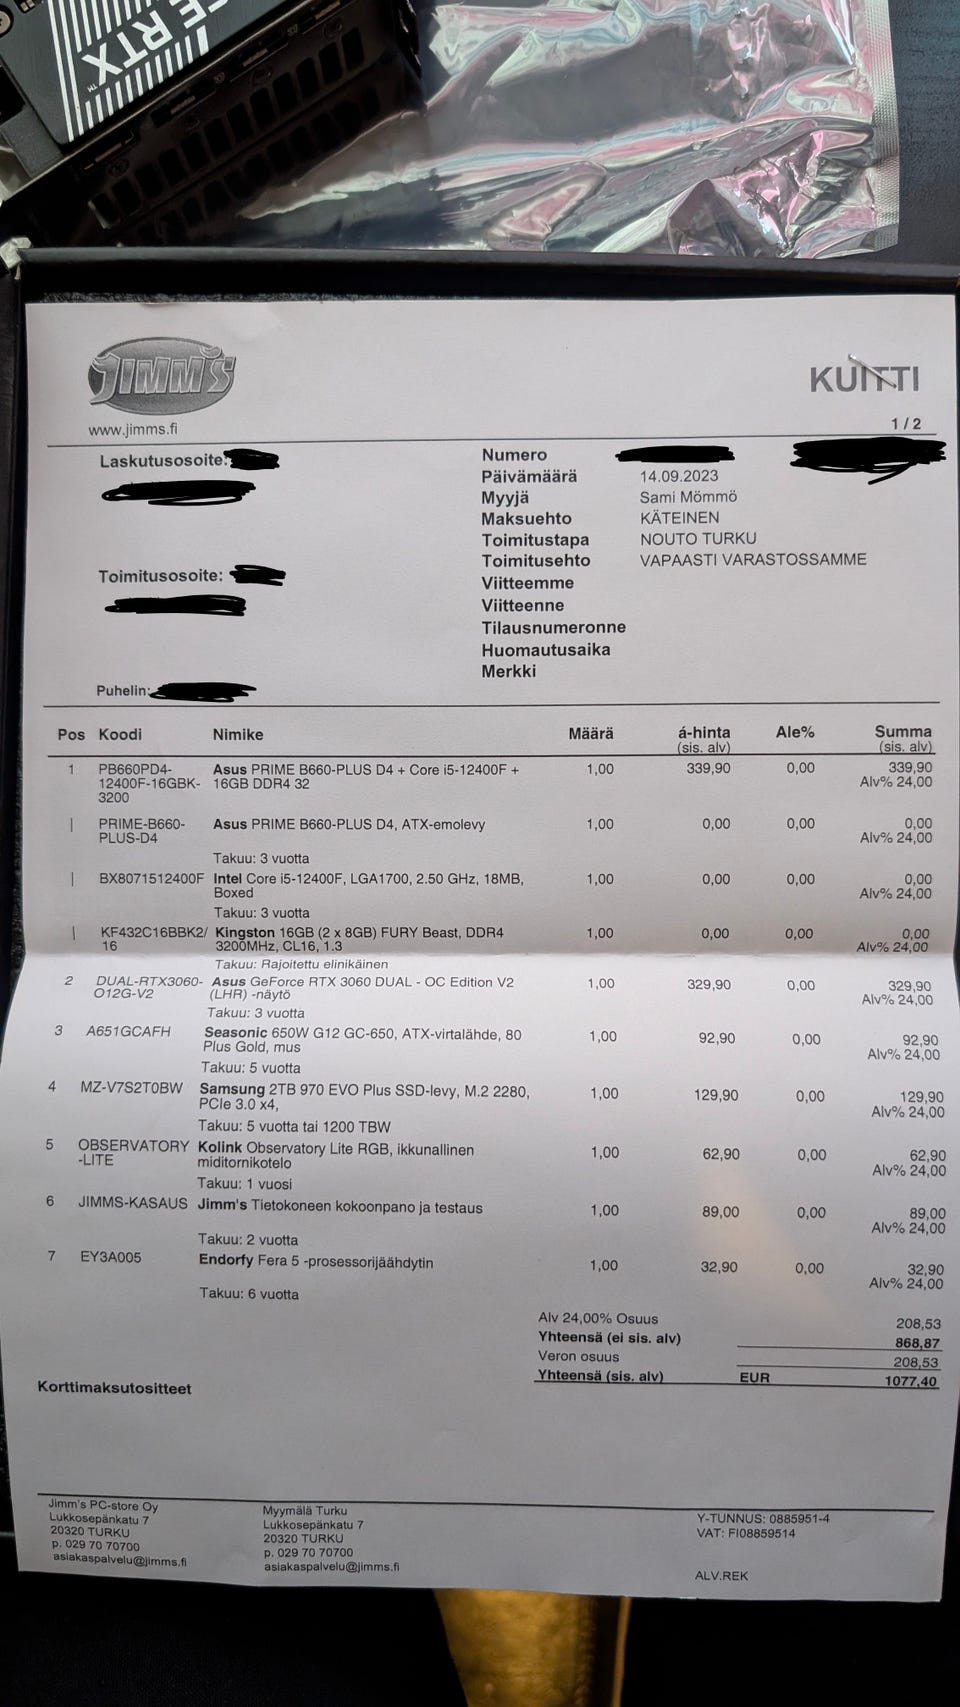 CE RTX™
JIMM'S
KUITTI
www.jimms.fi
1 / 2
Laskutusosoite:
Numero
Päivämäärä 14.09.2023
Myyjä Sami Mömmö
Maksuehto KÄTEINEN
Toimitustapa NOUTO TURKU
Toimitusosoite:
Toimitusehto VAPAASTI VARASTOSSAMME
Viitteemme
Viitteenne
Tilausnumeronne
Huomautusaika
Merkki
Puhelin:
Pos Koodi Nimike Määrä á-hinta Ale% Summa
(sis. alv) (sis. alv)
1 PB660PD4- Asus PRIME B660-PLUS D4 + Core i5-12400F + 1,00 339,90 0,00 339,90
12400F-16GBK- 16GB DDR4 32 Alv% 24,00
3200
| PRIME-B660- Asus PRIME B660-PLUS D4, ATX-emolevy 1,00 0,00 0,00 0,00
PLUS-D4 Alv% 24,00
Takuu: 3 vuotta
| BX8071512400F Intel Core i5-12400F, LGA1700, 2.50 GHz, 18MB, 1,00 0,00 0,00 0,00
Boxed Alv% 24,00
Takuu: 3 vuotta
| KF432C16BBK2/ Kingston 16GB (2 x 8GB) FURY Beast, DDR4 1,00 0,00 0,00 0,00
16 3200MHz, CL16, 1.3 Alv% 24,00
Takuu: Rajoitettu elinikäinen
2 DUAL-RTX3060- Asus GeForce RTX 3060 DUAL - OC Edition V2 1,00 329,90 0,00 329,90
O12G-V2 (LHR) -näytö Alv% 24,00
Takuu: 3 vuotta
3 A651GCAFH Seasonic 650W G12 GC-650, ATX-virtalähde, 80 1,00 92,90 0,00 92,90
Plus Gold, mus Alv% 24,00
Takuu: 5 vuotta
4 MZ-V7S2T0BW Samsung 2TB 970 EVO Plus SSD-levy, M.2 2280, 1,00 129,90 0,00 129,90
PCIe 3.0 x4, Alv% 24,00
Takuu: 5 vuotta tai 1200 TBW
5 OBSERVATORY Kolink Observatory Lite RGB, ikkunallinen 1,00 62,90 0,00 62,90
-LITE miditornikotelo Alv% 24,00
Takuu: 1 vuosi
6 JIMMS-KASAUS Jimm's Tietokoneen kokoonpano ja testaus 1,00 89,00 0,00 89,00
Alv% 24,00
Takuu: 2 vuotta
7 EY3A005 Endorfy Fera 5 -prosessorijäähdytin 1,00 32,90 0,00 32,90
Alv% 24,00
Takuu: 6 vuotta
Alv 24,00% Osuus 208,53
Yhteensä (ei sis. alv) 868,87
Veron osuus 208,53
Yhteensä (sis. alv) EUR 1077,40
Korttimaksutositteet
Jimm's PC-store Oy
Lukkosepänkatu 7
20320 TURKU
p. 029 70 70700
asiakaspalvelu@jimms.fi
Myymälä Turku
Lukkosepänkatu 7
20320 TURKU
p. 029 70 70700
asiakaspalvelu@jimms.fi
Y-TUNNUS: 0885951-4
VAT: FI08859514
ALV.REK